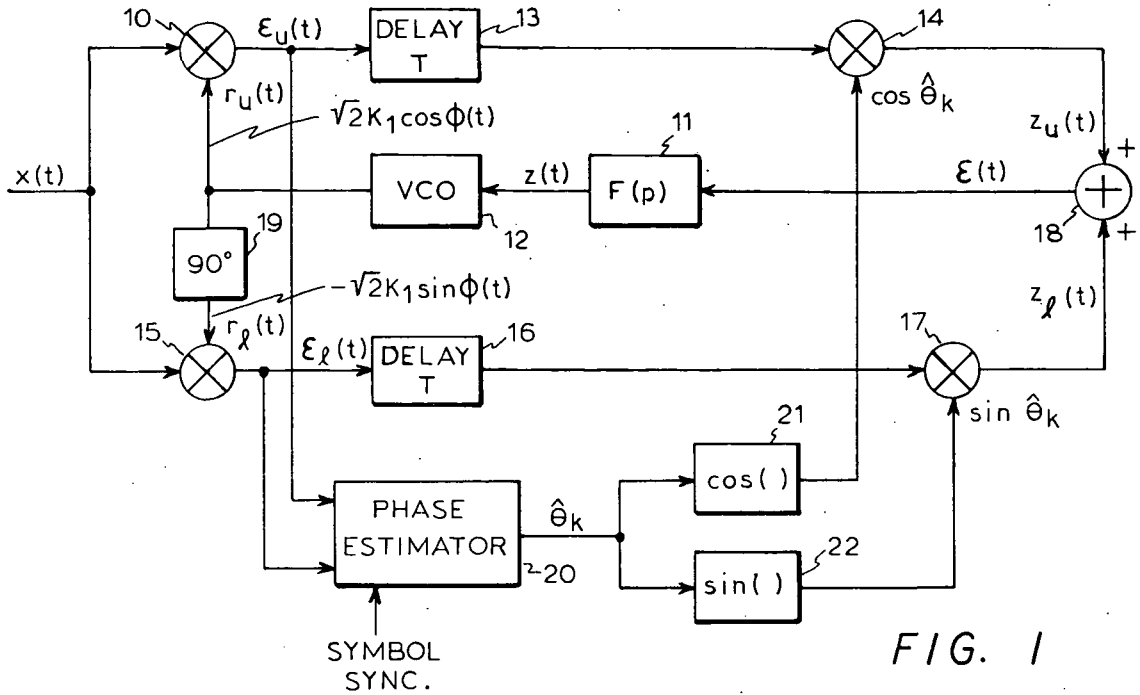 10
ε_u(t)
DELAY
T
13
14
r_u(t)
√2K₁cosΦ(t)
cos θ̂_k
z_u(t)
x(t)
VCO
12
z(t)
11
F(p)
ε(t)
+
+
18
+
90°
19
-√2K₁sinΦ(t)
15
r_ℓ(t)
ε_ℓ(t)
DELAY
T
16
17
z_ℓ(t)
sin θ̂_k
PHASE
ESTIMATOR
20
θ̂_k
21
cos( )
22
sin( )
SYMBOL
SYNC.
FIG. 1